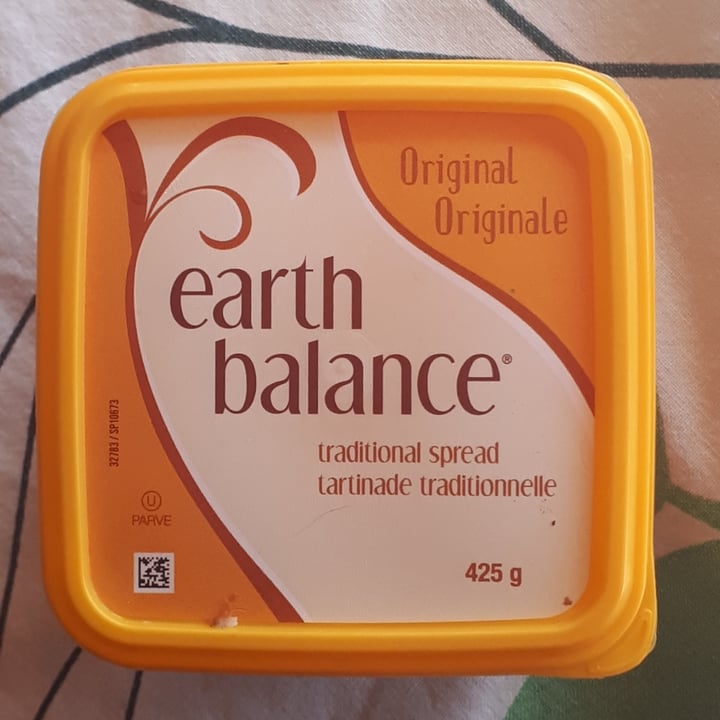 Original
Originale
earth
balance®
traditional spread
tartinade traditionnelle
32783 / SP10673
U
PARVE
425 g